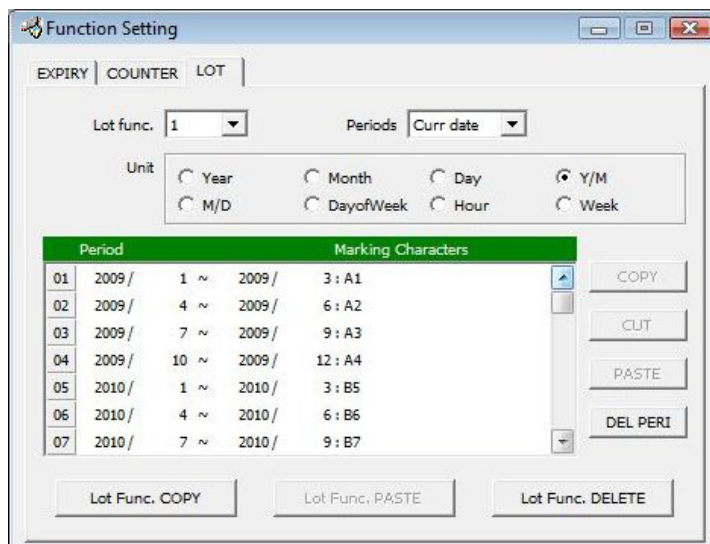 Function Setting
EXPIRY COUNTER LOT
Lot func. 1 Periods Curr date
Unit Year Month Day Y/M
M/D DayofWeek Hour Week
Period Marking Characters
01 2009 / 1 ~ 2009 / 3 : A1 COPY
02 2009 / 4 ~ 2009 / 6 : A2
03 2009 / 7 ~ 2009 / 9 : A3 CUT
04 2009 / 10 ~ 2009 / 12 : A4 PASTE
05 2010 / 1 ~ 2010 / 3 : B5
06 2010 / 4 ~ 2010 / 6 : B6 DEL PERI
07 2010 / 7 ~ 2010 / 9 : B7
Lot Func. COPY Lot Func. PASTE Lot Func. DELETE